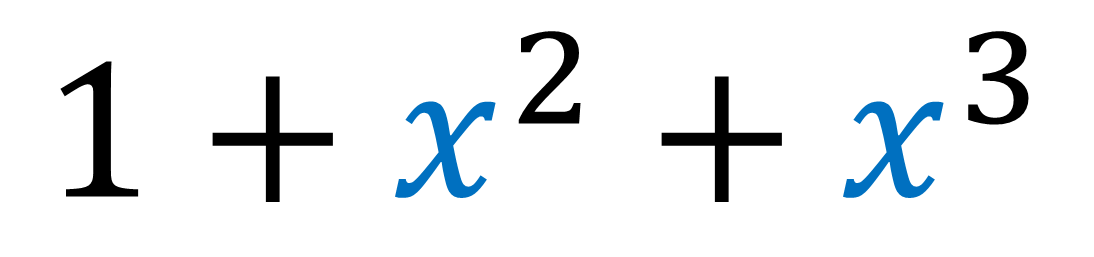 1 + x² + x³